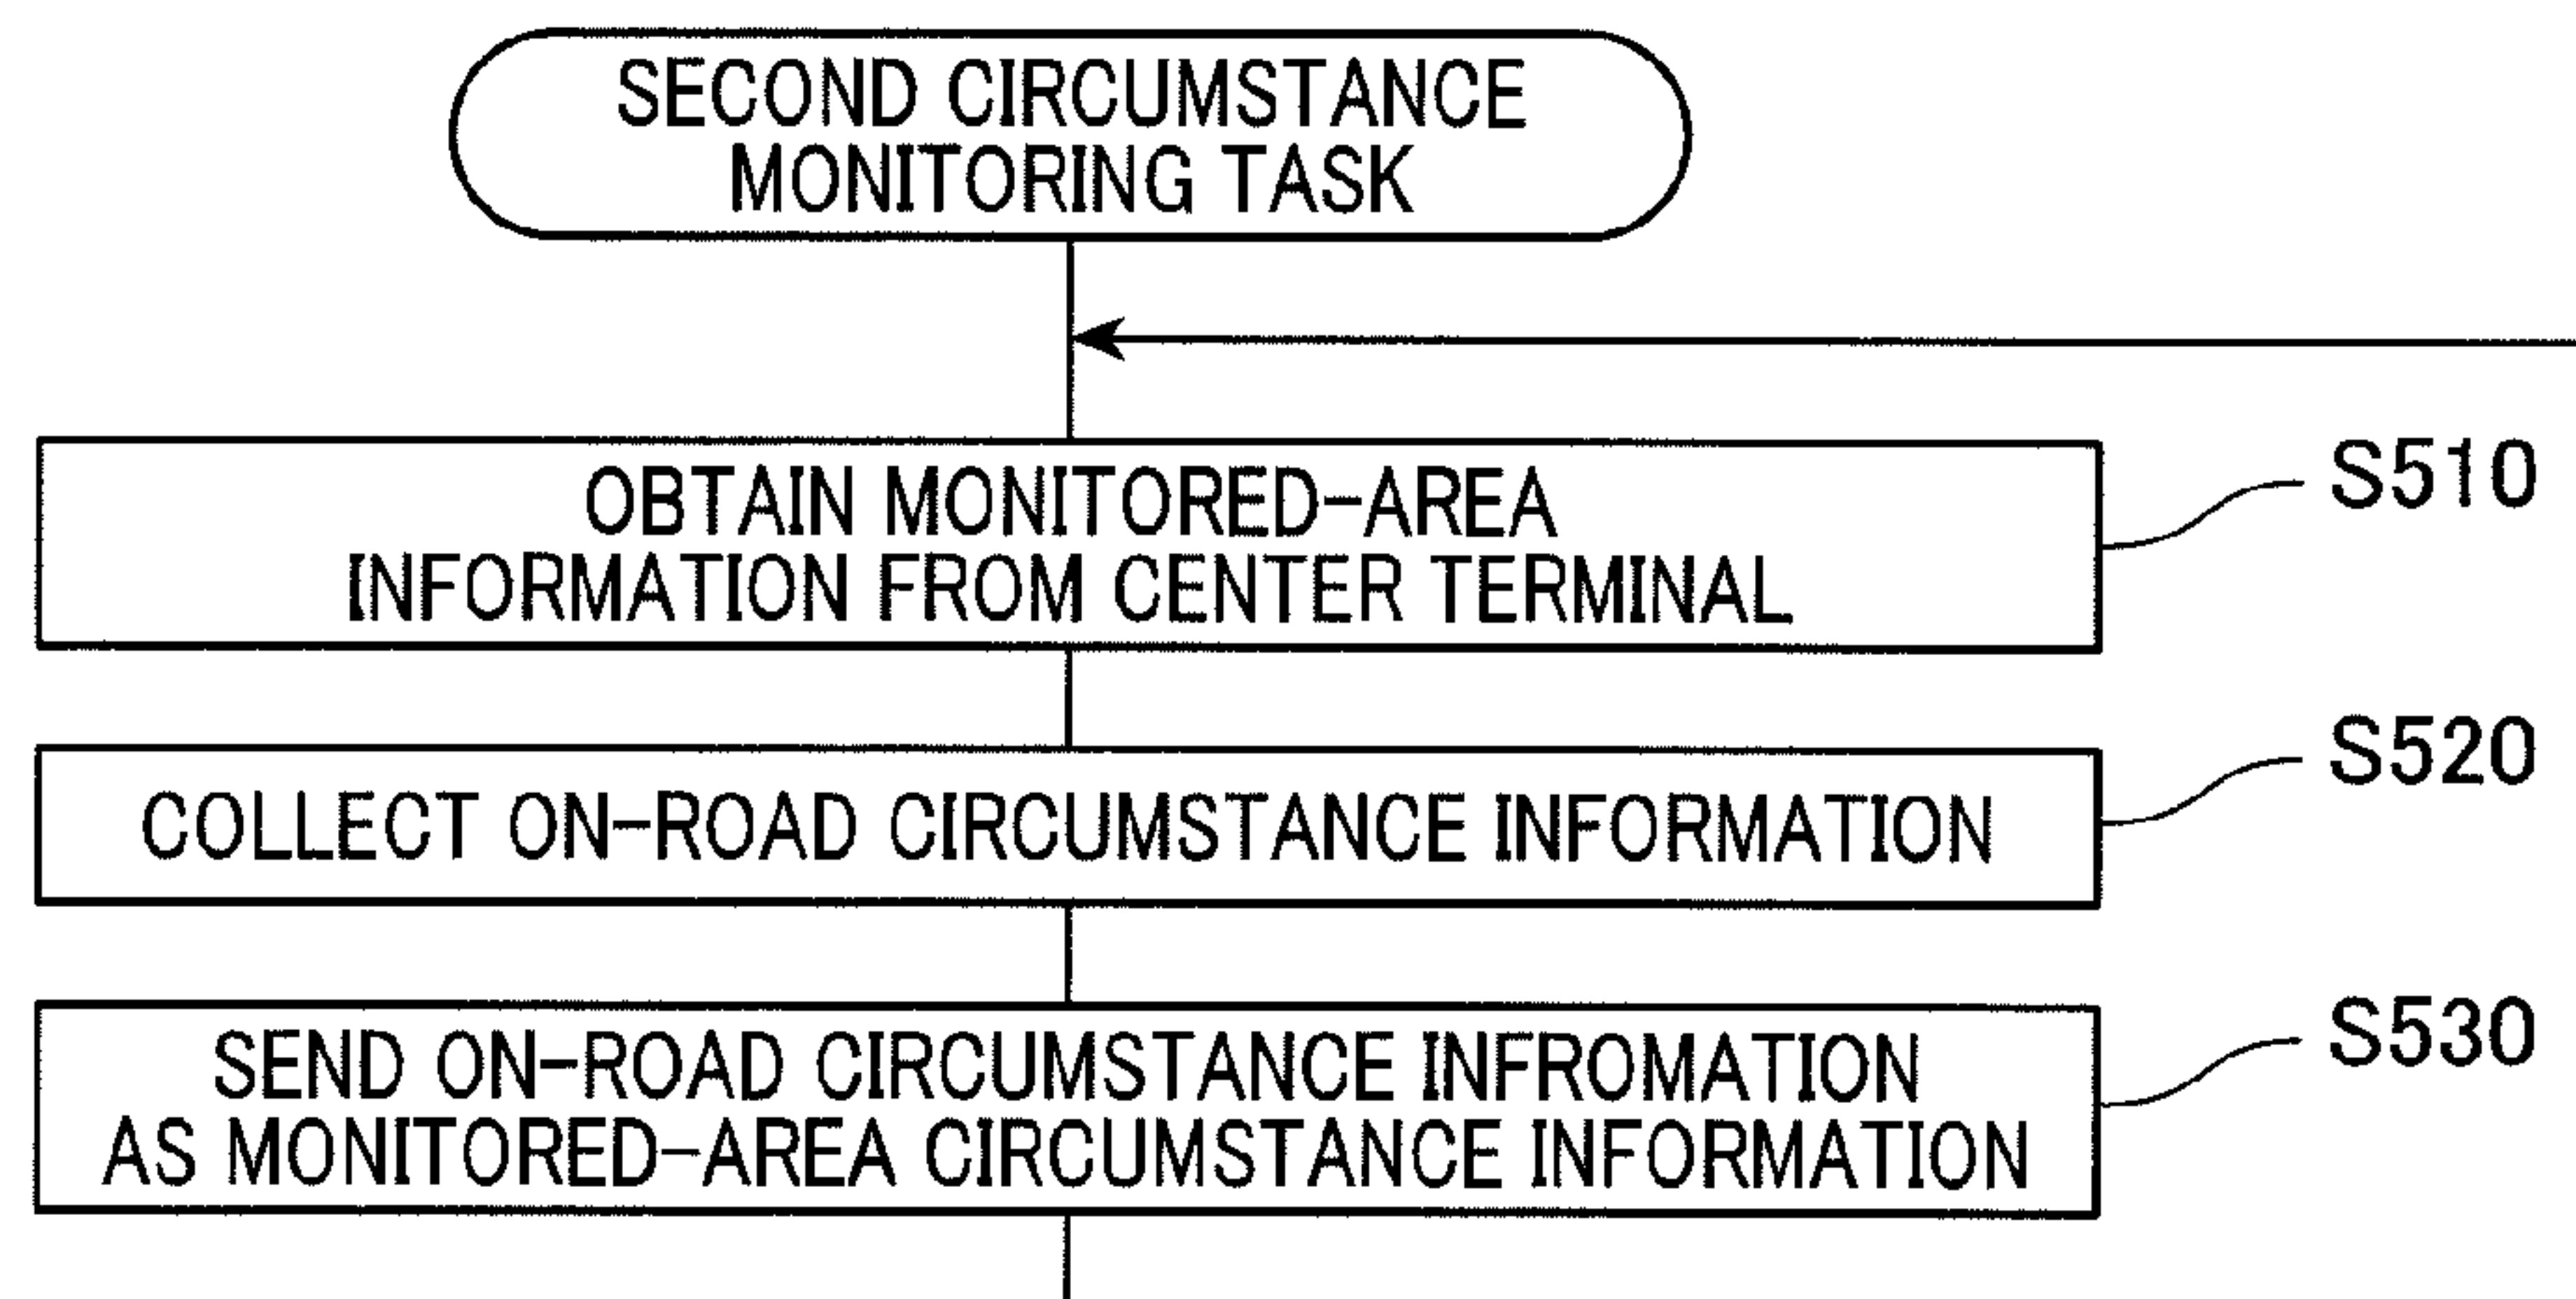 SECOND CIRCUMSTANCE
MONITORING TASK
OBTAIN MONITORED-AREA
INFORMATION FROM CENTER TERMINAL
S510
COLLECT ON-ROAD CIRCUMSTANCE INFORMATION
S520
SEND ON-ROAD CIRCUMSTANCE INFROMATION
AS MONITORED-AREA CIRCUMSTANCE INFORMATION
S530